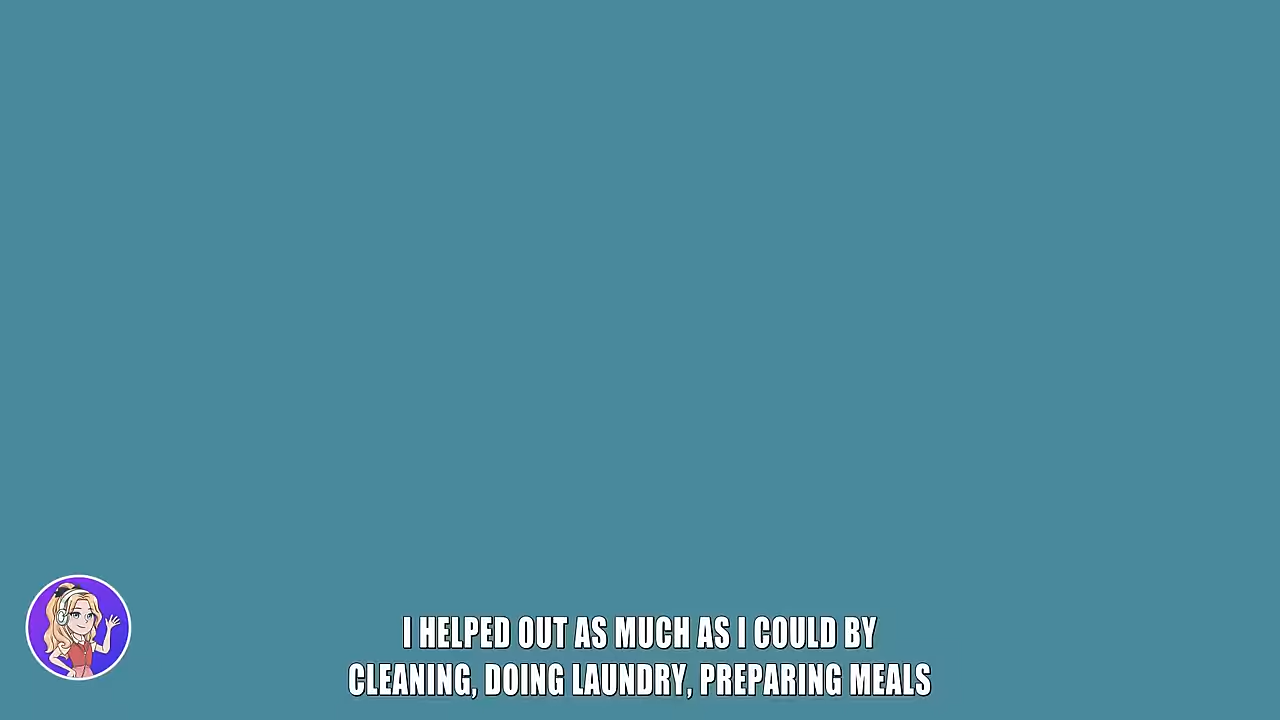 I HELPED OUT AS MUCH AS I COULD BY
CLEANING, DOING LAUNDRY, PREPARING MEALS